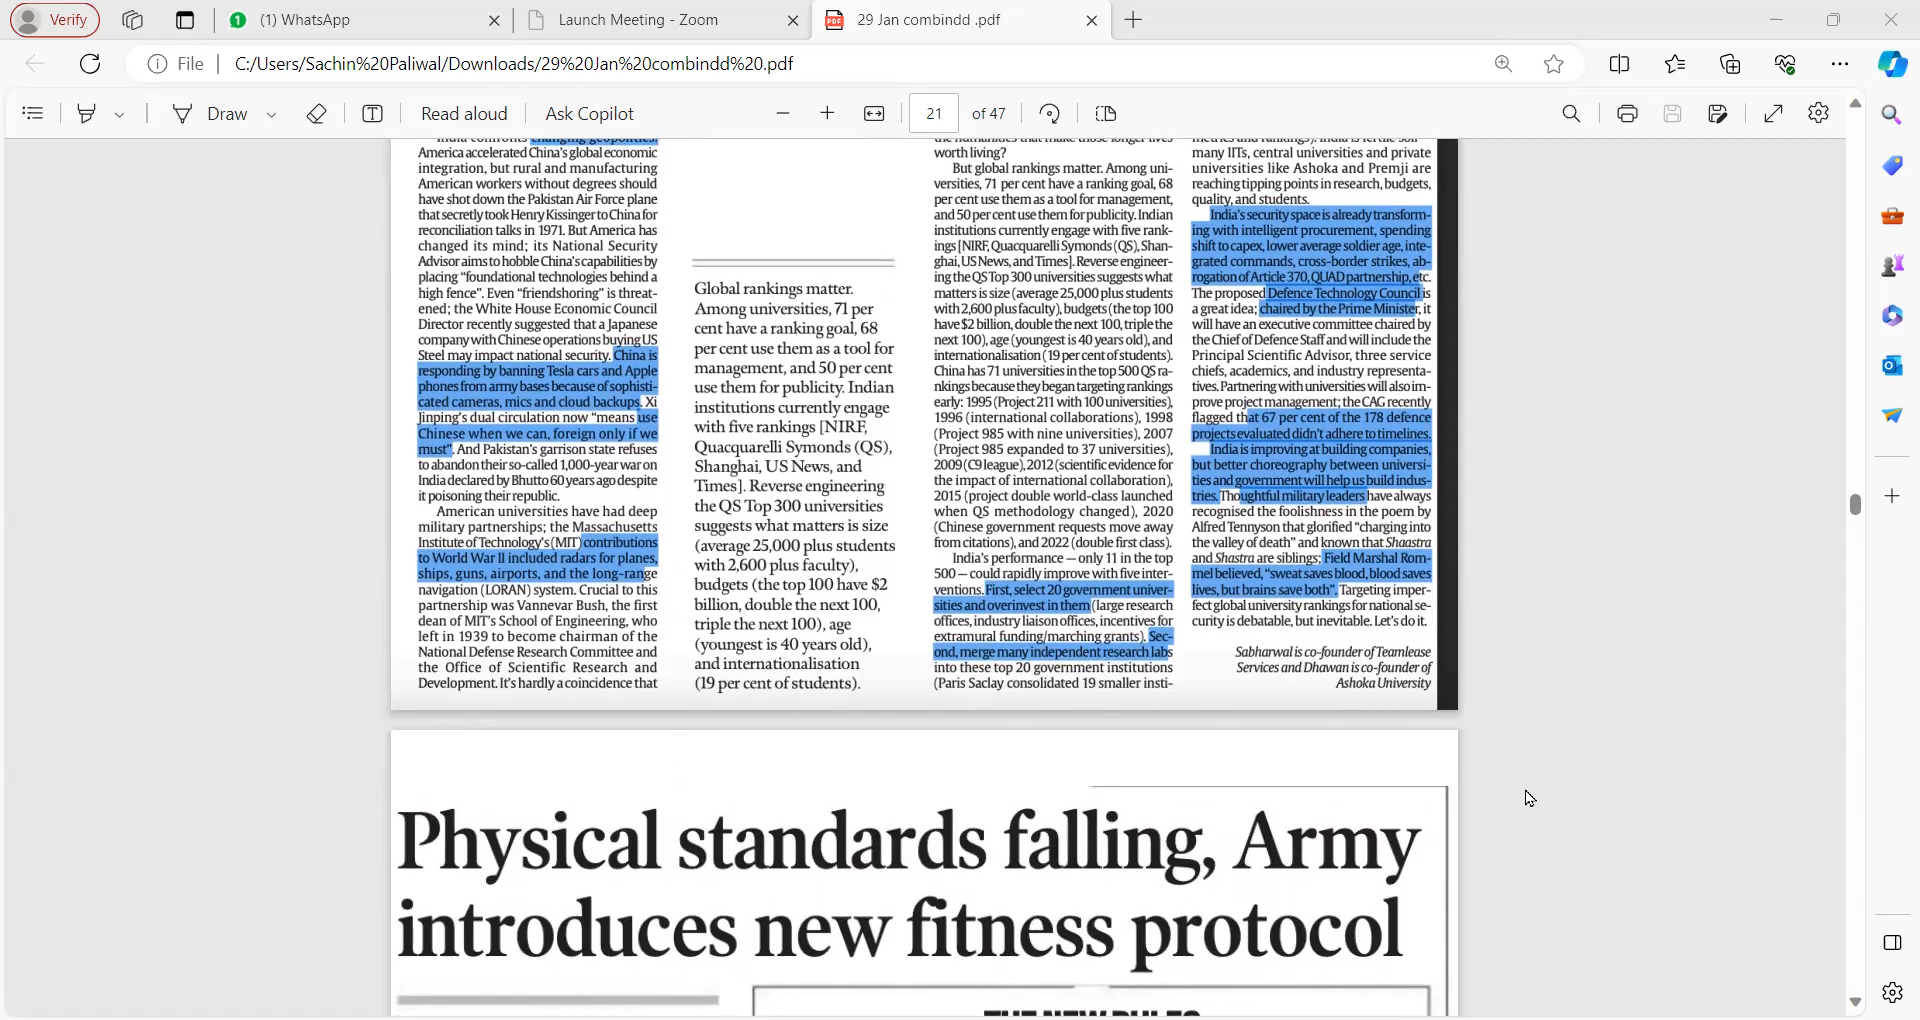 Verify
(1) WhatsApp
Launch Meeting - Zoom
29 Jan combindd .pdf
File
C:/Users/Sachin%20Paliwal/Downloads/29%20Jan%20combindd%20.pdf
Draw
Read aloud
Ask Copilot
21
of 47
America accelerated China's global economic
integration, but rural and manufacturing
American workers without degrees should
have shot down the Pakistan Air Force plane
that secretly took Henry Kissinger to China for
reconciliation talks in 1971. But America has
changed its mind; its National Security
Advisor aims to hobble China's capabilities by
placing “foundational technologies behind a
high fence”. Even “friendshoring” is threat-
ened; the White House Economic Council
Director recently suggested that a Japanese
company with Chinese operations buying US
Steel may impact national security. China is
responding by banning Tesla cars and Apple
phones from army bases because of sophisti-
cated cameras, mics and cloud backups. Xi
Jinping's dual circulation now “means use
Chinese when we can, foreign only if we
must”. And Pakistan's garrison state refuses
to abandon their so-called 1,000-year war on
India declared by Bhutto 60 years ago despite
it poisoning their republic.
American universities have had deep
military partnerships; the Massachusetts
Institute of Technology's (MIT) contributions
to World War II included radars for planes,
ships, guns, airports, and the long-range
navigation (LORAN) system. Crucial to this
partnership was Vannevar Bush, the first
dean of MIT's School of Engineering, who
left in 1939 to become chairman of the
National Defense Research Committee and
the Office of Scientific Research and
Development. It's hardly a coincidence that
Global rankings matter.
Among universities, 71 per
cent have a ranking goal, 68
per cent use them as a tool for
management, and 50 per cent
use them for publicity. Indian
institutions currently engage
with five rankings [NIRF,
Quacquarelli Symonds (QS),
Shanghai, US News, and
Times]. Reverse engineering
the QS Top 300 universities
suggests what matters is size
(average 25,000 plus students
with 2,600 plus faculty),
budgets (the top 100 have $2
billion, double the next 100,
triple the next 100), age
(youngest is 40 years old),
and internationalisation
(19 per cent of students).
worth living?
But global rankings matter. Among uni-
versities, 71 per cent have a ranking goal, 68
per cent use them as a tool for management,
and 50 per cent use them for publicity. Indian
institutions currently engage with five rank-
ings [NIRF, Quacquarelli Symonds (QS), Shan-
ghai, US News, and Times]. Reverse engineer-
ing the QS Top 300 universities suggests what
matters is size (average 25,000 plus students
with 2,600 plus faculty), budgets (the top 100
have $2 billion, double the next 100, triple the
next 100), age (youngest is 40 years old), and
internationalisation (19 per cent of students).
China has 71 universities in the top 500 QS ra-
nkings because they began targeting rankings
early: 1995 (Project 211 with 100 universities),
1996 (international collaborations), 1998
(Project 985 with nine universities), 2007
(Project 985 expanded to 37 universities),
2009 (C9 league), 2012 (scientific evidence for
the impact of international collaboration),
2015 (project double world-class launched
when QS methodology changed), 2020
(Chinese government requests move away
from citations), and 2022 (double first class).
India's performance — only 11 in the top
500 — could rapidly improve with five inter-
ventions. First, select 20 government univer-
sities and overinvest in them (large research
offices, industry liaison offices, incentives for
extramural funding/marching grants). Sec-
ond, merge many independent research labs
into these top 20 government institutions
(Paris Saclay consolidated 19 smaller insti-
many IITs, central universities and private
universities like Ashoka and Premji are
reaching tipping points in research, budgets,
quality, and students.
India's security space is already transform-
ing with intelligent procurement, spending
shift to capex, lower average soldier age, inte-
grated commands, cross-border strikes, ab-
rogation of Article 370, QUAD partnership, etc.
The proposed Defence Technology Council is
a great idea; chaired by the Prime Minister, it
will have an executive committee chaired by
the Chief of Defence Staff and will include the
Principal Scientific Advisor, three service
chiefs, academics, and industry representa-
tives. Partnering with universities will also im-
prove project management; the CAG recently
flagged that 67 per cent of the 178 defence
projects evaluated didn't adhere to timelines.
India is improving at building companies,
but better choreography between universi-
ties and government will help us build indus-
tries. Thoughtful military leaders have always
recognised the foolishness in the poem by
Alfred Tennyson that glorified “charging into
the valley of death” and known that Shaastra
and Shastra are siblings; Field Marshal Rom-
mel believed, “sweat saves blood, blood saves
lives, but brains save both”. Targeting imper-
fect global university rankings for national se-
curity is debatable, but inevitable. Let's do it.
Sabharwal is co-founder of Teamlease
Services and Dhawan is co-founder of
Ashoka University
Physical standards falling, Army
introduces new fitness protocol